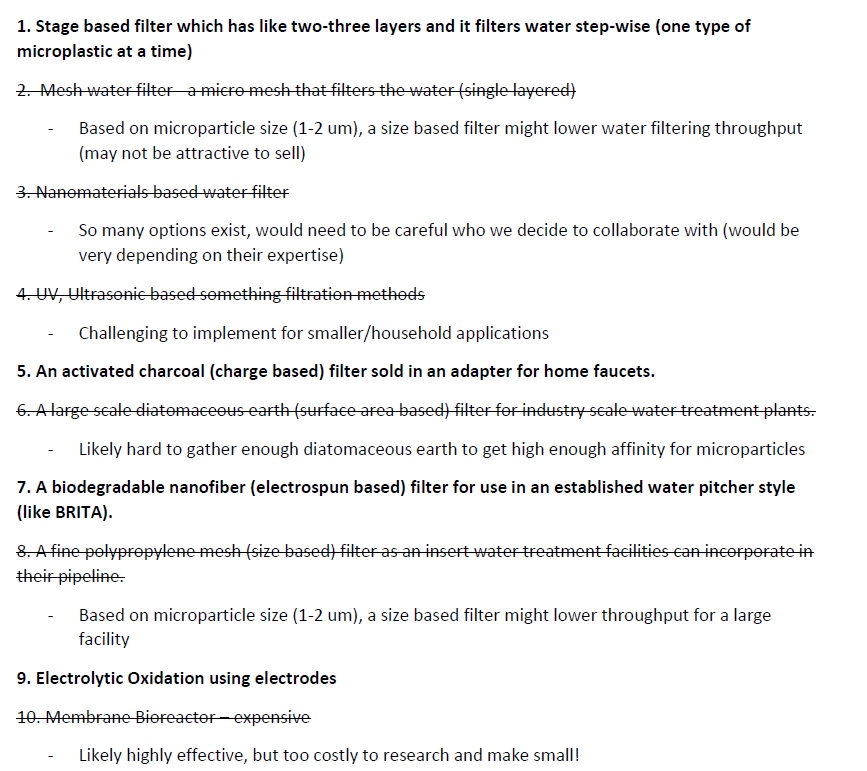 1. Stage based filter which has like two-three layers and it filters water step-wise (one type of
microplastic at a time)
2. Mesh water filter - a micro mesh that filters the water (single layered)
- Based on microparticle size (1-2 um), a size based filter might lower water filtering throughput
(may not be attractive to sell)
3. Nanomaterials based water filter
- So many options exist, would need to be careful who we decide to collaborate with (would be
very depending on their expertise)
4. UV, Ultrasonic based something filtration methods
- Challenging to implement for smaller/household applications
5. An activated charcoal (charge based) filter sold in an adapter for home faucets.
6. A large scale diatomaceous earth (surface area based) filter for industry scale water treatment plants.
- Likely hard to gather enough diatomaceous earth to get high enough affinity for microparticles
7. A biodegradable nanofiber (electrospun based) filter for use in an established water pitcher style
(like BRITA).
8. A fine polypropylene mesh (size based) filter as an insert water treatment facilities can incorporate in
their pipeline.
- Based on microparticle size (1-2 um), a size based filter might lower throughput for a large
facility
9. Electrolytic Oxidation using electrodes
10. Membrane Bioreactor – expensive
- Likely highly effective, but too costly to research and make small!